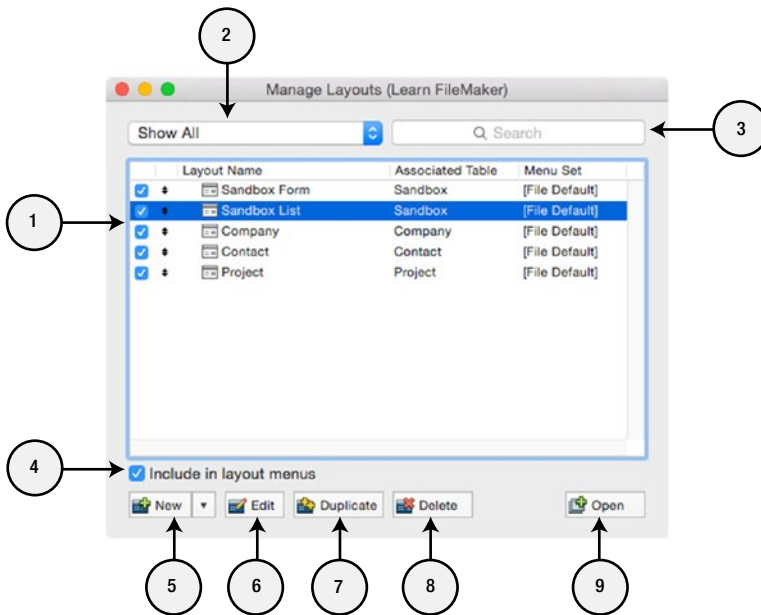 2
Manage Layouts (Learn FileMaker)
Show All
Search
3
Layout Name Associated Table Menu Set
Sandbox Form Sandbox [File Default]
1
Sandbox List Sandbox [File Default]
Company Company [File Default]
Contact Contact [File Default]
Project Project [File Default]
4
Include in layout menus
New Edit Duplicate Delete Open
5 6 7 8 9